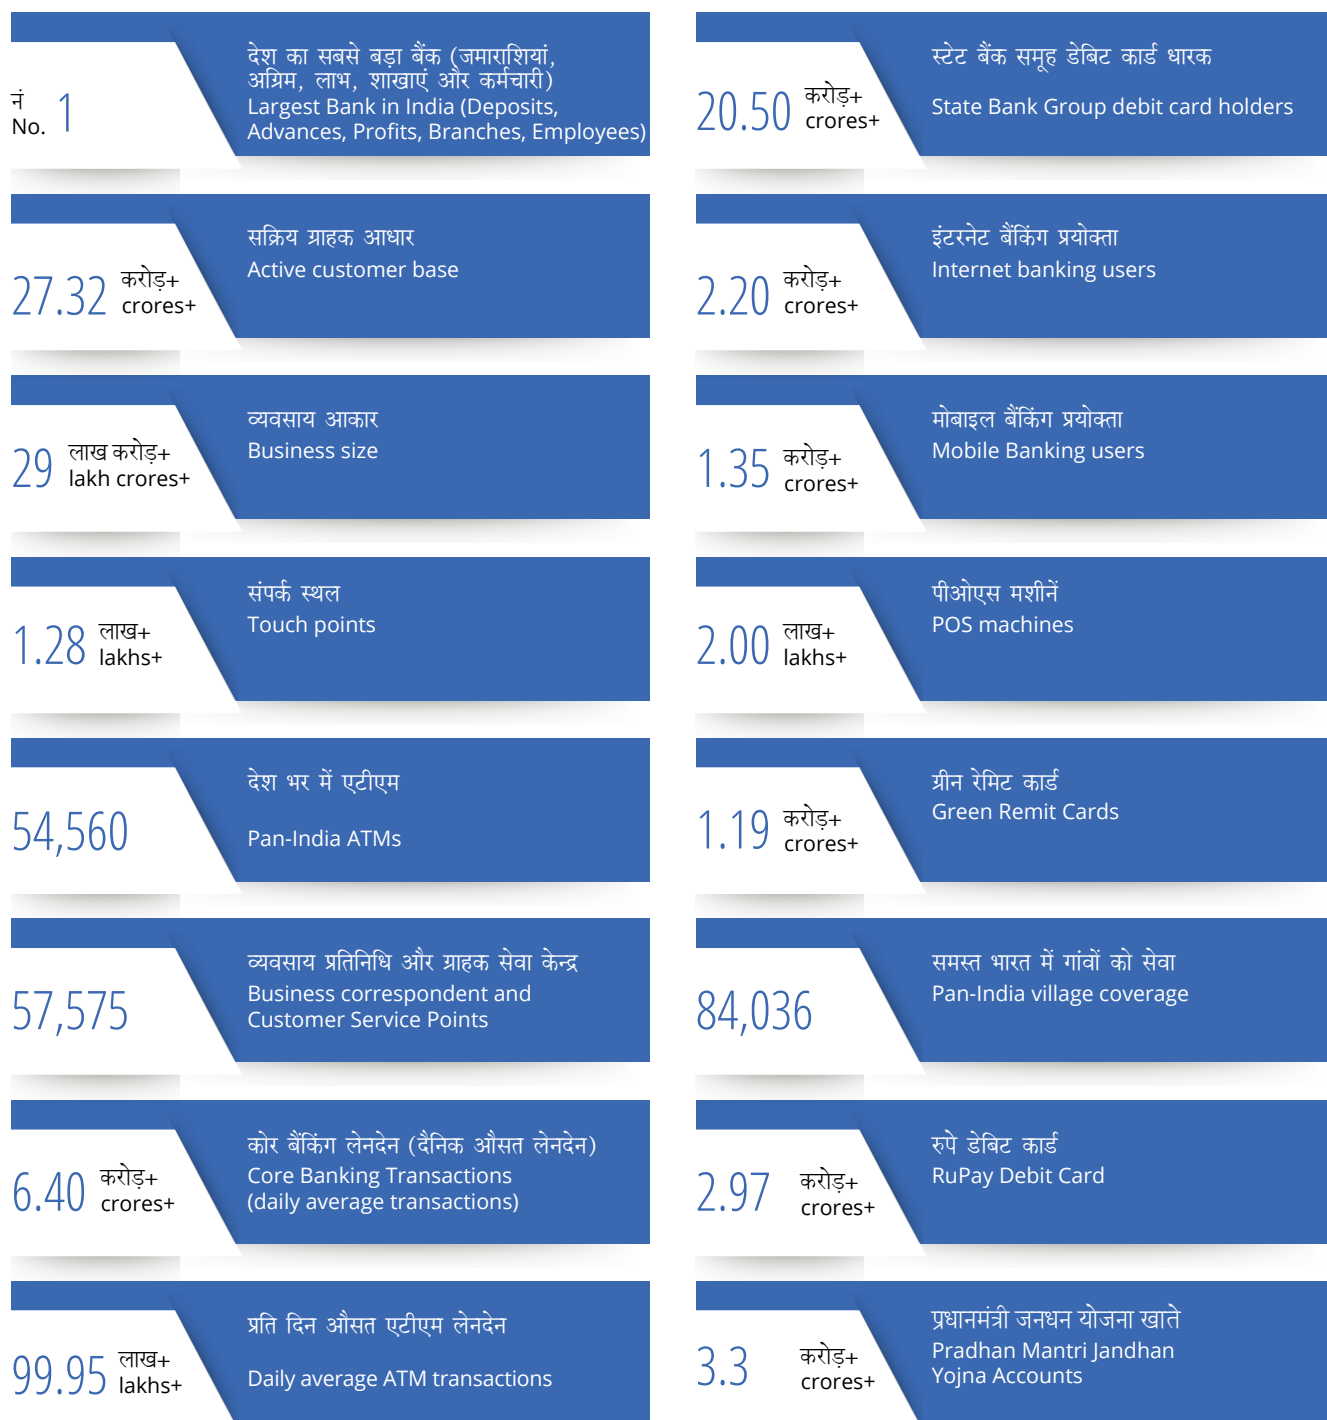 नं
No. 1
देश का सबसे बड़ा बैंक (जमाराशियां,
अग्रिम, लाभ, शाखाएं और कर्मचारी)
Largest Bank in India (Deposits,
Advances, Profits, Branches, Employees)
27.32 करोड़+
crores+
सक्रिय ग्राहक आधार
Active customer base
29 लाख करोड़+
lakh crores+
व्यवसाय आकार
Business size
1.28 लाख+
lakhs+
संपर्क स्थल
Touch points
54,560
देश भर में एटीएम
Pan-India ATMs
57,575
व्यवसाय प्रतिनिधि और ग्राहक सेवा केन्द्र
Business correspondent and
Customer Service Points
6.40 करोड़+
crores+
कोर बैंकिंग लेनदेन (दैनिक औसत लेनदेन)
Core Banking Transactions
(daily average transactions)
99.95 लाख+
lakhs+
प्रति दिन औसत एटीएम लेनदेन
Daily average ATM transactions
20.50 करोड़+
crores+
स्टेट बैंक समूह डेबिट कार्ड धारक
State Bank Group debit card holders
2.20 करोड़+
crores+
इंटरनेट बैंकिंग प्रयोक्ता
Internet banking users
1.35 करोड़+
crores+
मोबाइल बैंकिंग प्रयोक्ता
Mobile Banking users
2.00 लाख+
lakhs+
पीओएस मशीनें
POS machines
1.19 करोड़+
crores+
ग्रीन रेमिट कार्ड
Green Remit Cards
84,036
समस्त भारत में गांवों को सेवा
Pan-India village coverage
2.97 करोड़+
crores+
रुपे डेबिट कार्ड
RuPay Debit Card
3.3 करोड़+
crores+
प्रधानमंत्री जनधन योजना खाते
Pradhan Mantri Jandhan
Yojna Accounts